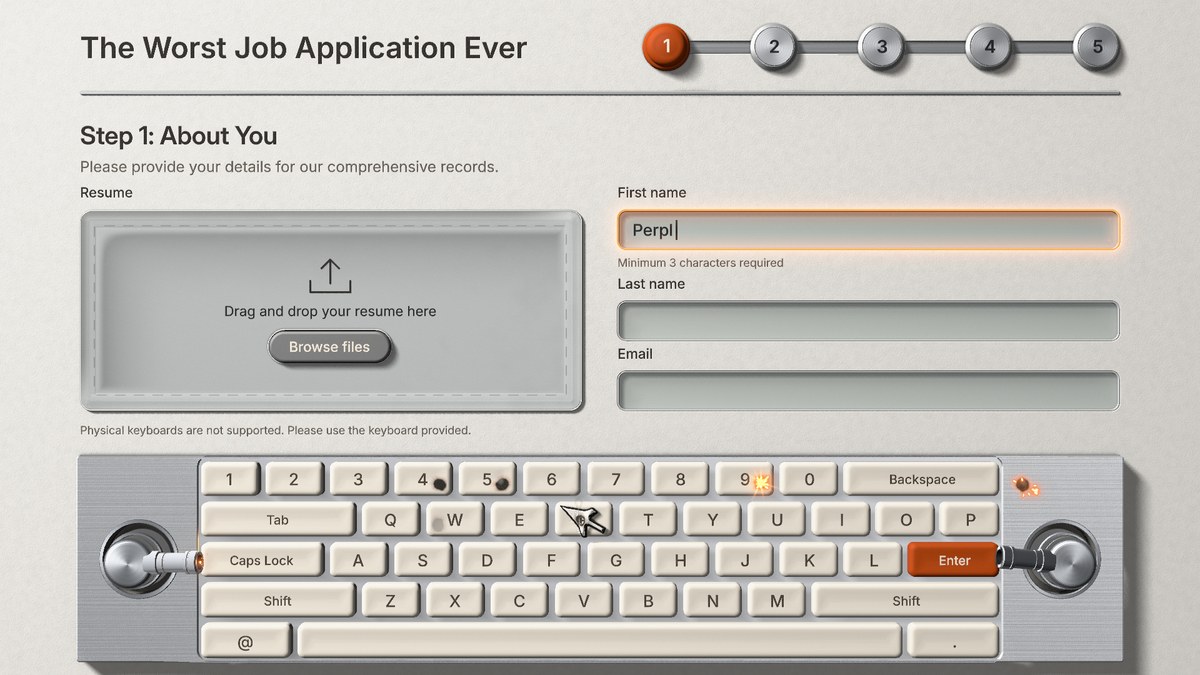 The Worst Job Application Ever
1 2 3 4 5
Step 1: About You
Please provide your details for our comprehensive records.
Resume
Drag and drop your resume here
Browse files
First name
Perpl
Minimum 3 characters required
Last name
Email
Physical keyboards are not supported. Please use the keyboard provided.
1 2 3 4 5 6 7 8 9 0 Backspace
Tab Q W E T Y U I O P
Caps Lock A S D F G H J K L Enter
Shift Z X C V B N M Shift
@ .